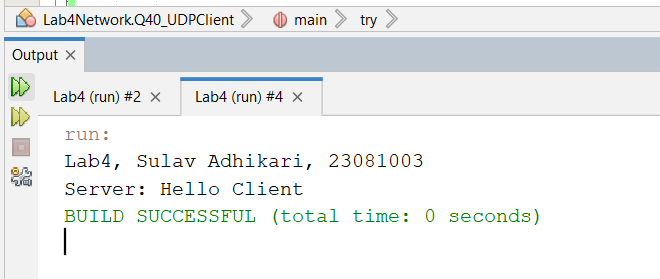 Lab4Network.Q40_UDPClient main try
Output
Lab4 (run) #2 Lab4 (run) #4
run:
Lab4, Sulav Adhikari, 23081003
Server: Hello Client
BUILD SUCCESSFUL (total time: 0 seconds)